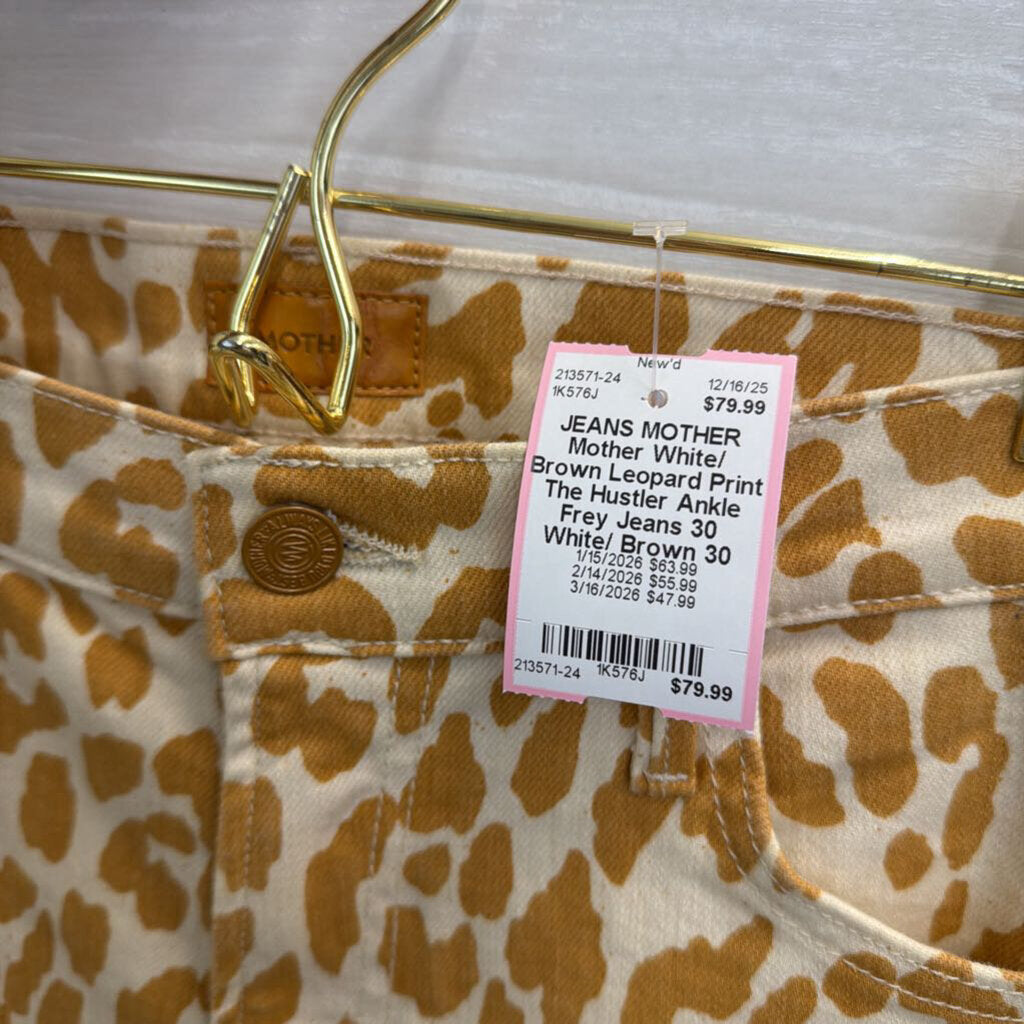 MOTHER
New'd
213571-24 12/16/25
1K576J $79.99
JEANS MOTHER
Mother White/
Brown Leopard Print
The Hustler Ankle
Frey Jeans 30
White/ Brown 30
1/15/2026 $63.99
2/14/2026 $55.99
3/16/2026 $47.99
213571-24 1K576J $79.99